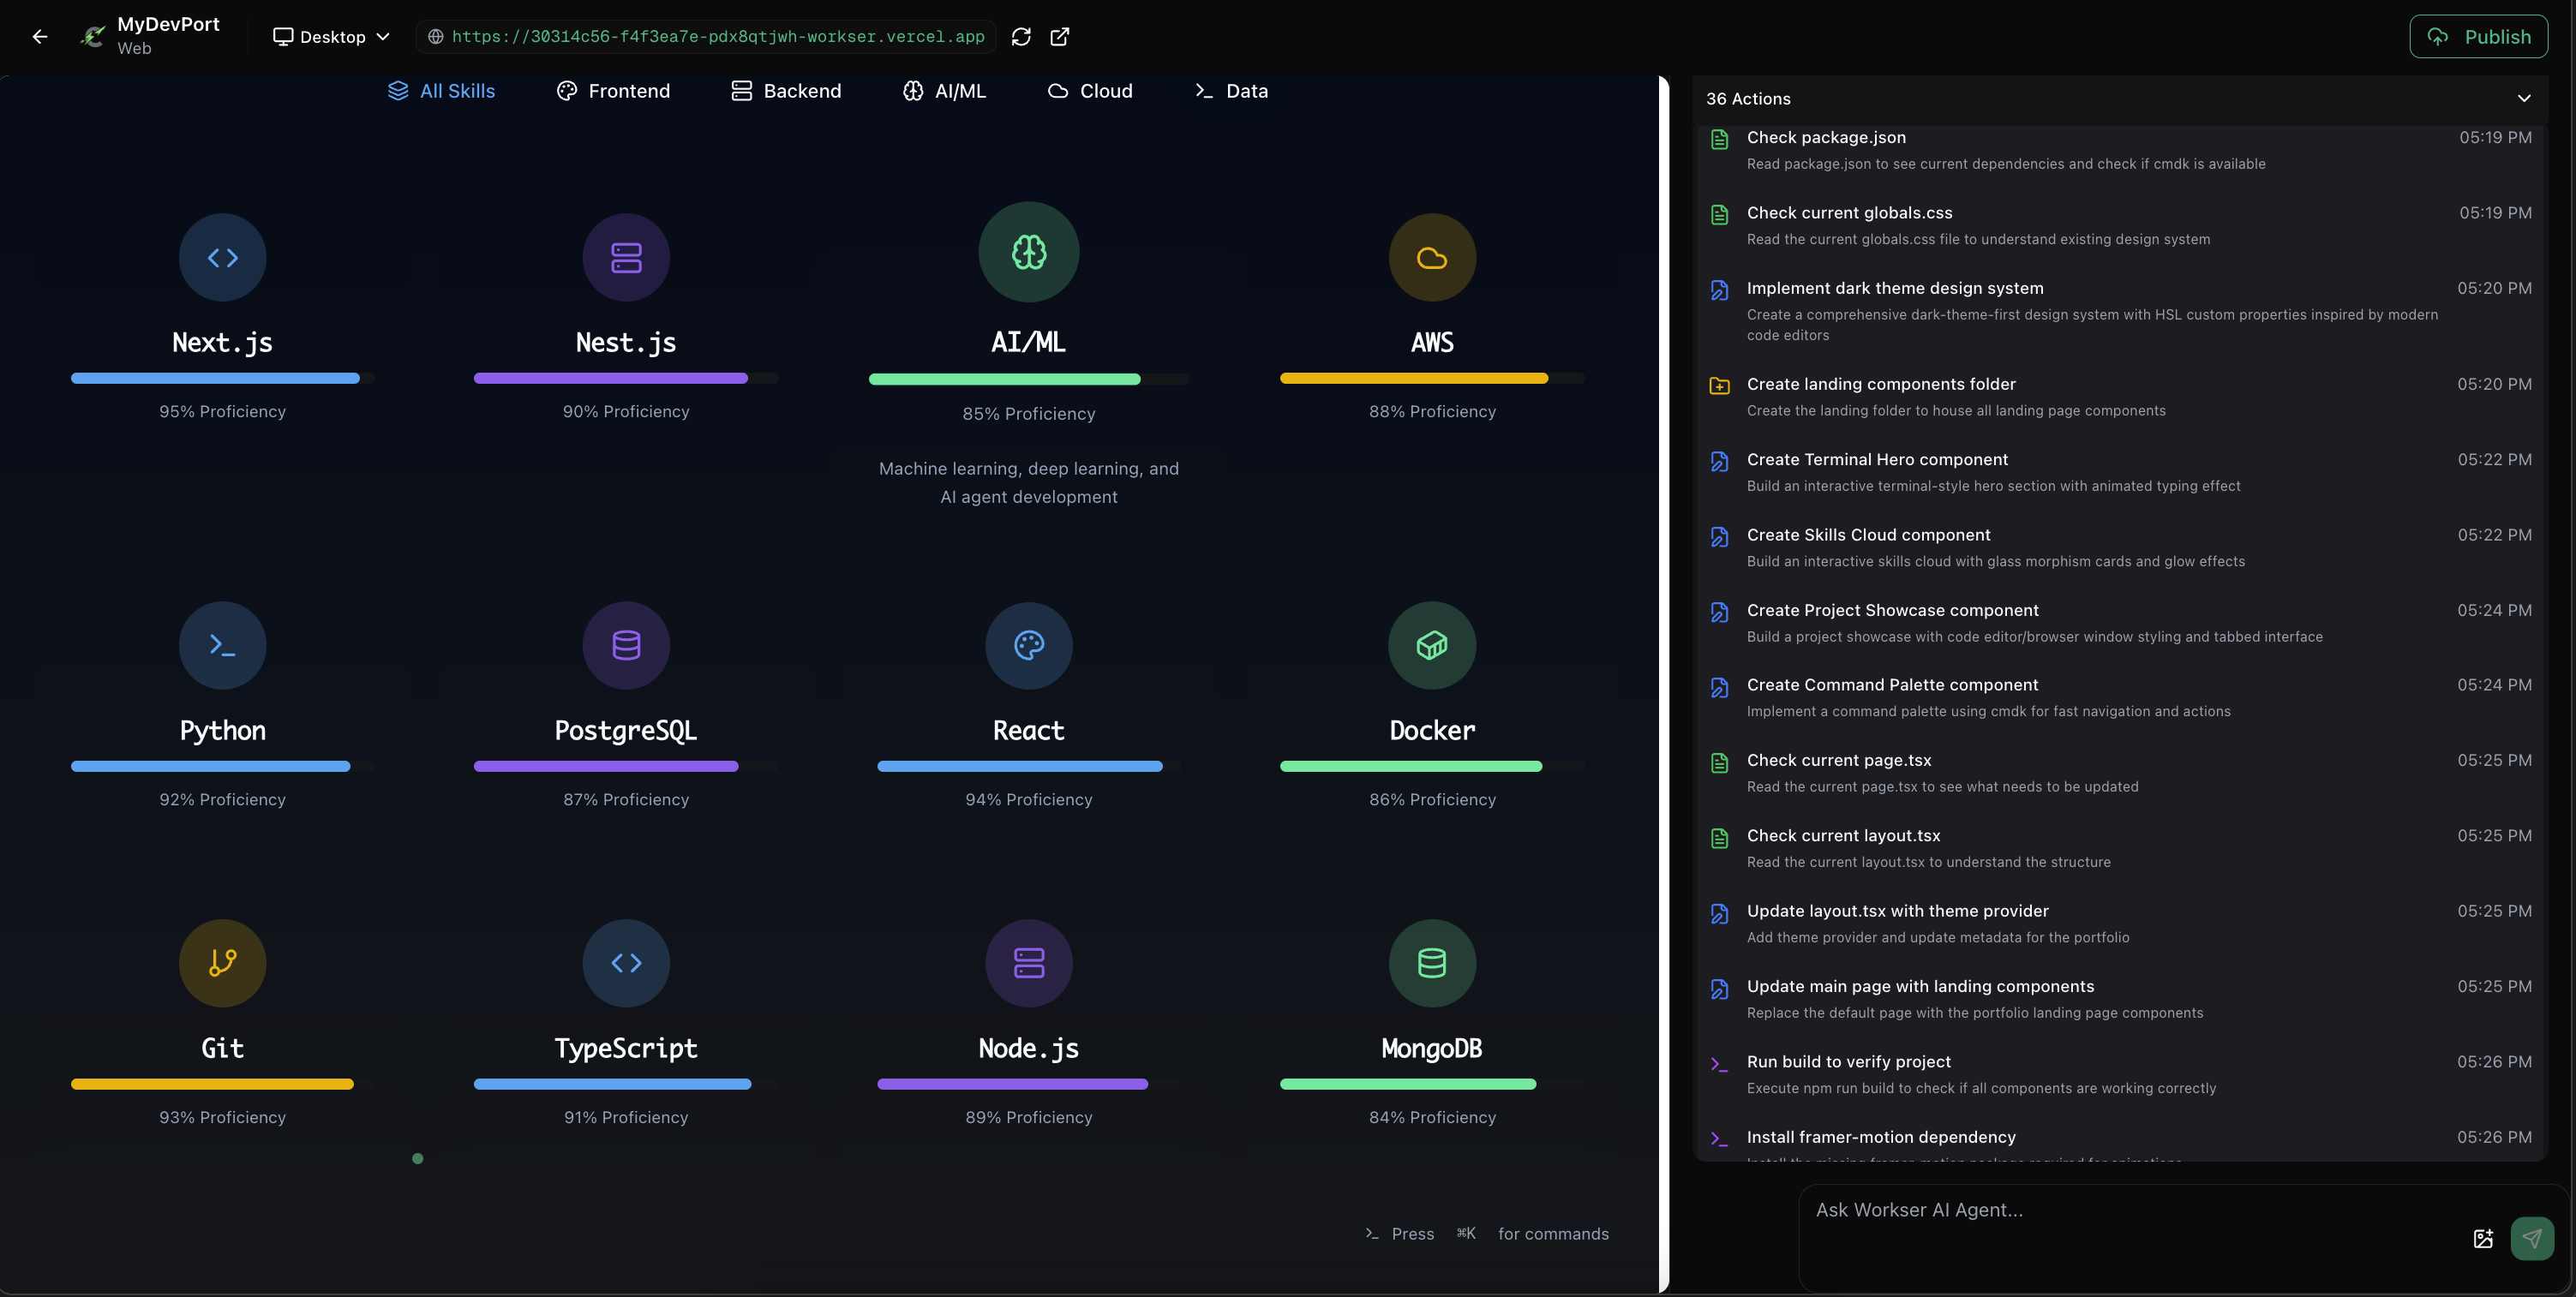 MyDevPort
Web
Desktop
https://30314c56-f4f3ea7e-pdx8qtjwh-workser.vercel.app
Publish
All Skills
Frontend
Backend
AI/ML
Cloud
Data
Next.js
95% Proficiency
Nest.js
90% Proficiency
AI/ML
85% Proficiency
Machine learning, deep learning, and
AI agent development
AWS
88% Proficiency
Python
92% Proficiency
PostgreSQL
87% Proficiency
React
94% Proficiency
Docker
86% Proficiency
Git
93% Proficiency
TypeScript
91% Proficiency
Node.js
89% Proficiency
MongoDB
84% Proficiency
Press ⌘K for commands
36 Actions
Check package.json 05:19 PM
Read package.json to see current dependencies and check if cmdk is available
Check current globals.css 05:19 PM
Read the current globals.css file to understand existing design system
Implement dark theme design system 05:20 PM
Create a comprehensive dark-theme-first design system with HSL custom properties inspired by modern
code editors
Create landing components folder 05:20 PM
Create the landing folder to house all landing page components
Create Terminal Hero component 05:22 PM
Build an interactive terminal-style hero section with animated typing effect
Create Skills Cloud component 05:22 PM
Build an interactive skills cloud with glass morphism cards and glow effects
Create Project Showcase component 05:24 PM
Build a project showcase with code editor/browser window styling and tabbed interface
Create Command Palette component 05:24 PM
Implement a command palette using cmdk for fast navigation and actions
Check current page.tsx 05:25 PM
Read the current page.tsx to see what needs to be updated
Check current layout.tsx 05:25 PM
Read the current layout.tsx to understand the structure
Update layout.tsx with theme provider 05:25 PM
Add theme provider and update metadata for the portfolio
Update main page with landing components 05:25 PM
Replace the default page with the portfolio landing page components
Run build to verify project 05:26 PM
Execute npm run build to check if all components are working correctly
Install framer-motion dependency 05:26 PM
Ask Workser AI Agent...